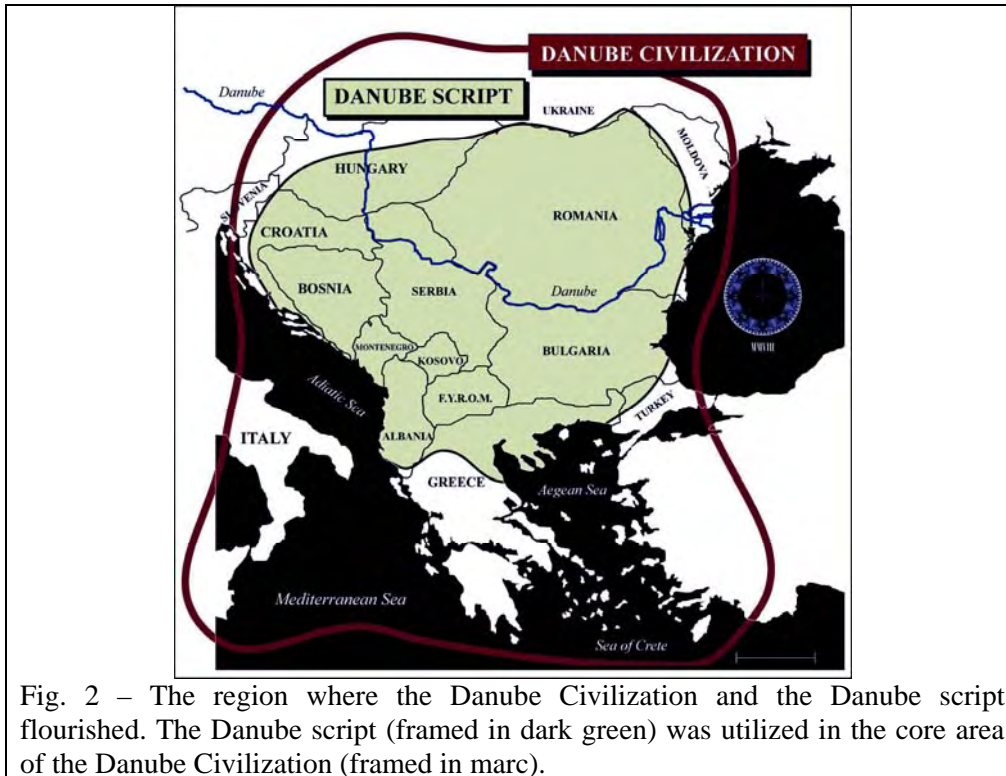 DANUBE CIVILIZATION
Danube
DANUBE SCRIPT
UKRAINE
MOLDOVA
HUNGARY
SLOVENIA
ROMANIA
CROATIA
BOSNIA
SERBIA
Danube
MMVIII
MONTENEGRO
KOSOVO
BULGARIA
Adiatic Sea
F.Y.R.O.M.
TURKEY
ITALY
ALBANIA
GREECE
Aegean Sea
Mediterranean Sea
Sea of Crete
Fig. 2 – The region where the Danube Civilization and the Danube script
flourished. The Danube script (framed in dark green) was utilized in the core area
of the Danube Civilization (framed in marc).